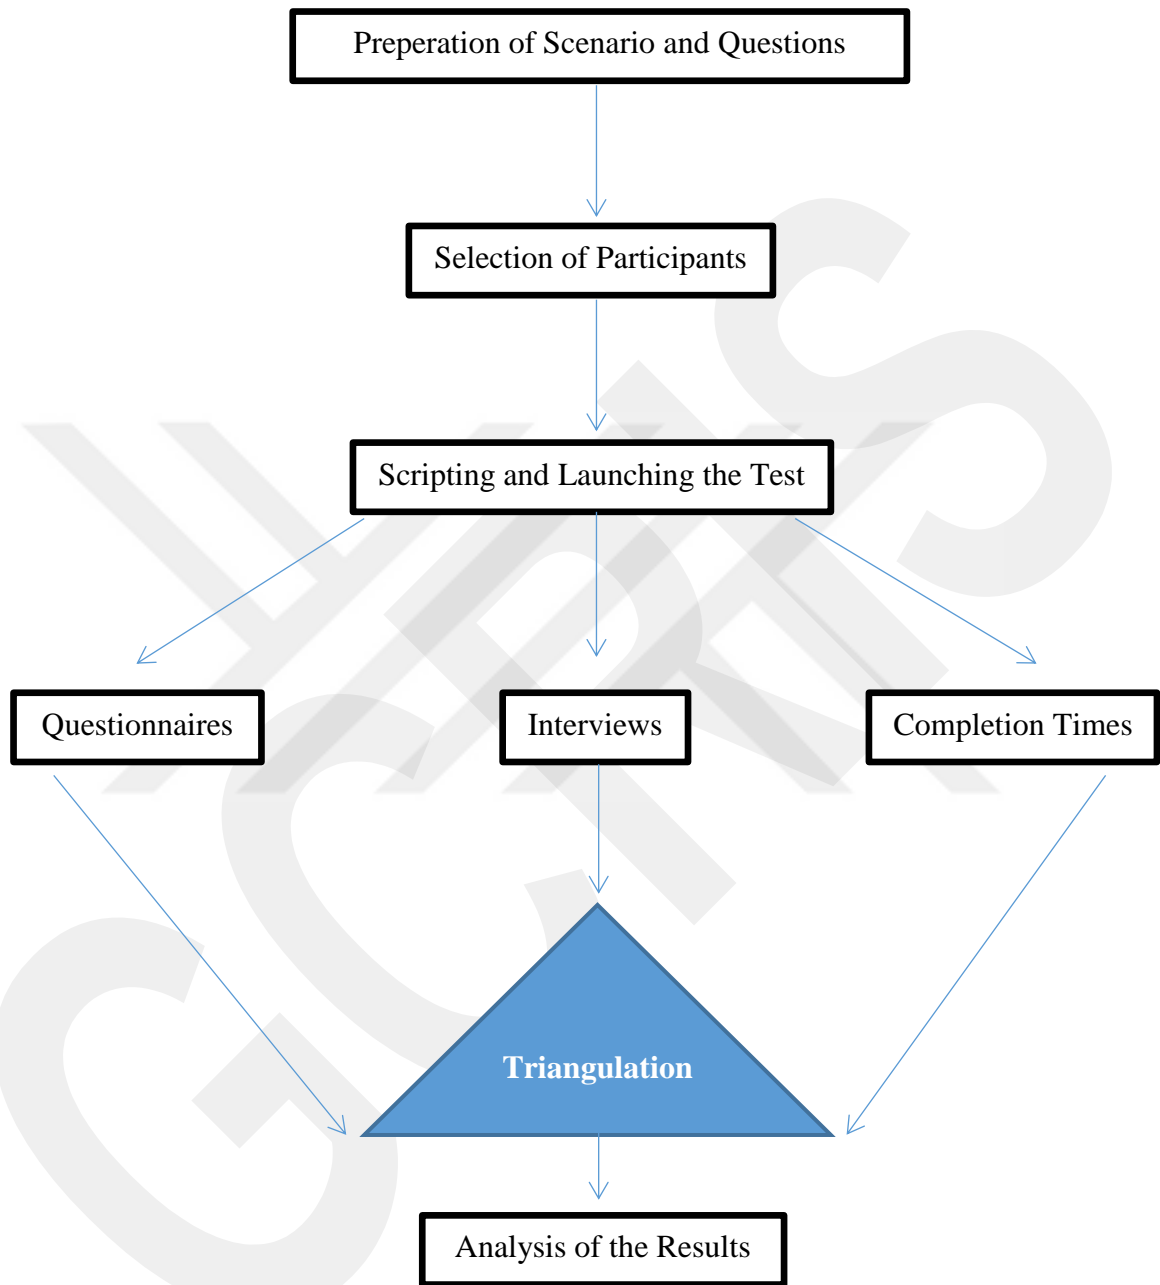 Preperation of Scenario and Questions
Selection of Participants
Scripting and Launching the Test
Questionnaires
Interviews
Completion Times
Triangulation
Analysis of the Results
GCRIS